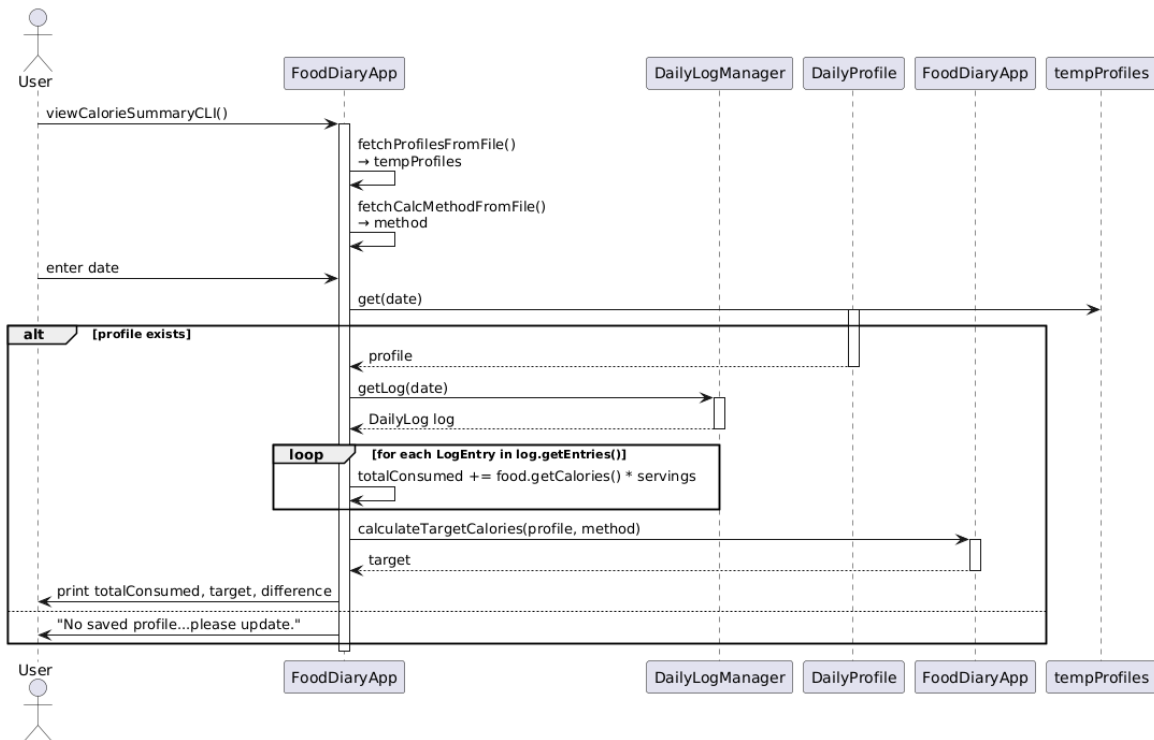 User
FoodDiaryApp
DailyLogManager
DailyProfile
FoodDiaryApp
tempProfiles
viewCalorieSummaryCLI()
fetchProfilesFromFile()
→ tempProfiles
fetchCalcMethodFromFile()
→ method
enter date
get(date)
alt
[profile exists]
profile
getLog(date)
DailyLog log
loop
[for each LogEntry in log.getEntries()]
totalConsumed += food.getCalories() * servings
calculateTargetCalories(profile, method)
target
print totalConsumed, target, difference
"No saved profile...please update."
User
FoodDiaryApp
DailyLogManager
DailyProfile
FoodDiaryApp
tempProfiles